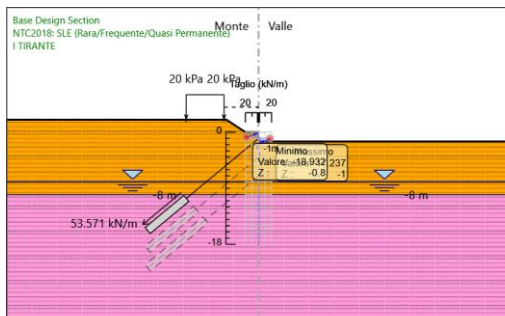 Base Design Section
NTC2018: SLE (Rara/Frequente/Quasi Permanente)
I TIRANTE
Monte
Valle
20 kPa 20 kPa
Taglio (kN/m)
20
20
0
-1m
Minimo
Valore: -18.932
Z :
-0.8
.237
-1
-8 m
-8 m
53.571 kN/m
-18